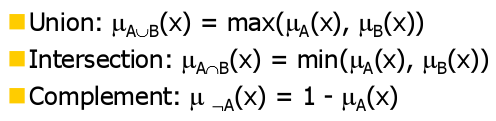 Union: μA∪B(x) = max(μA(x), μB(x))
Intersection: μA∩B(x) = min(μA(x), μB(x))
Complement: μ ¬A(x) = 1 - μA(x)